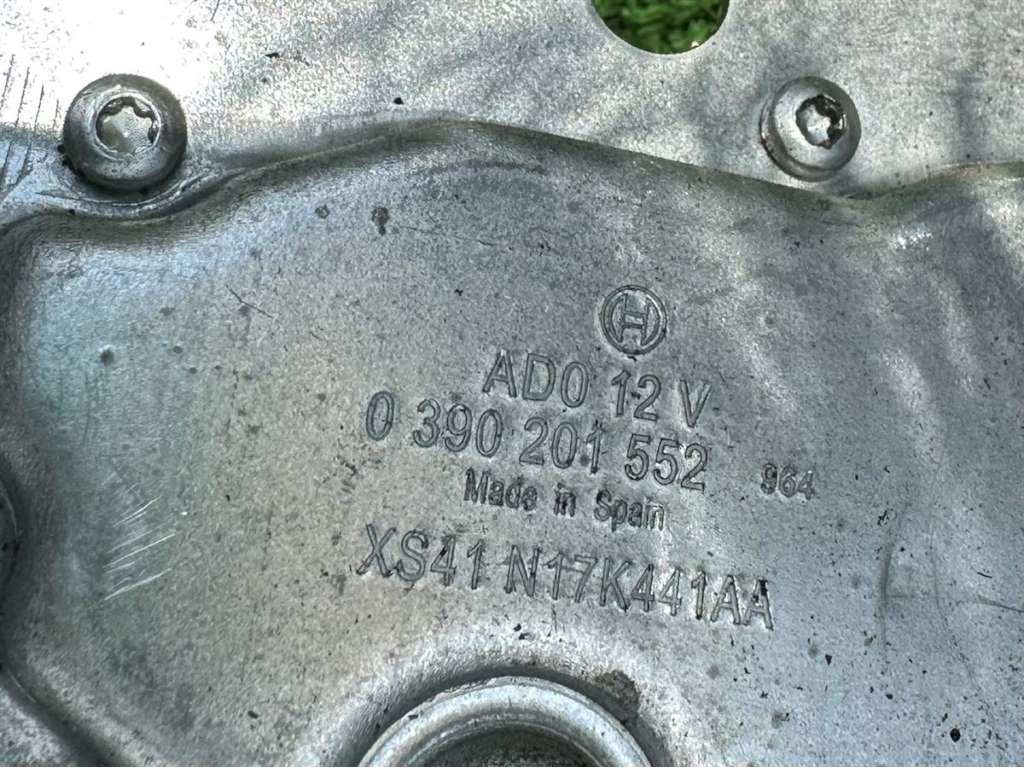 AD0 12 V
0 390 201 552 964
Made in Spain
XS41 N17K441AA